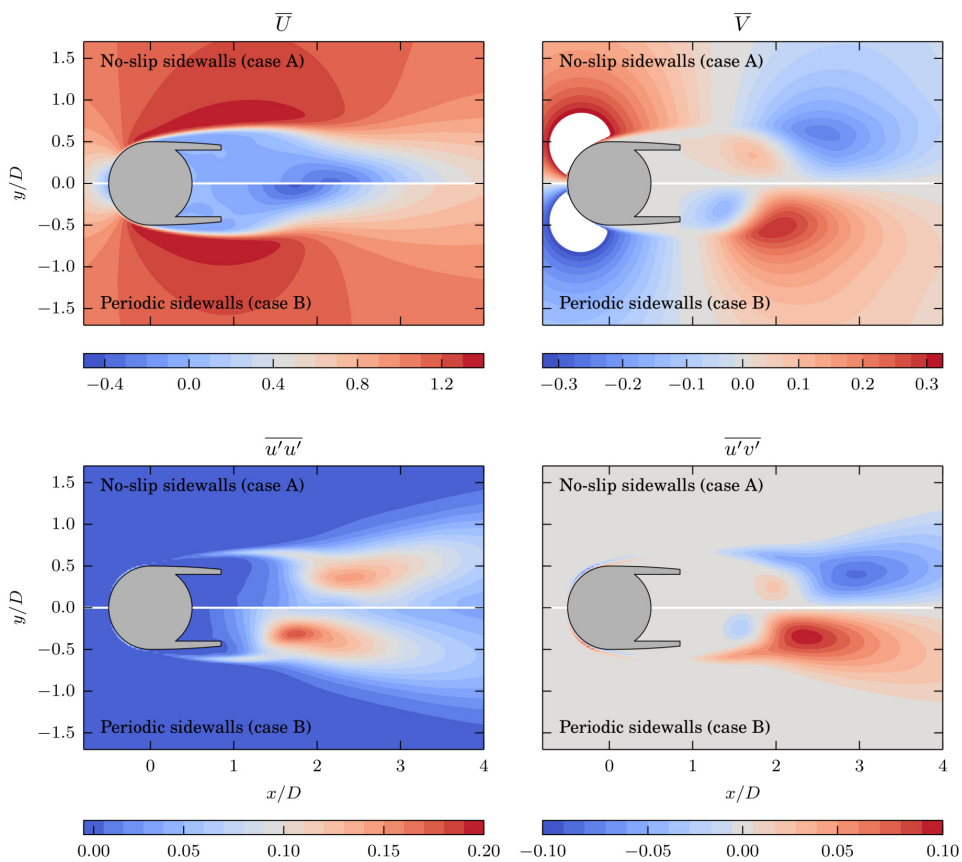 U̅
V̅
No-slip sidewalls (case A)
No-slip sidewalls (case A)
1.5
1.0
0.5
0.0
−0.5
−1.0
−1.5
y/D
Periodic sidewalls (case B)
Periodic sidewalls (case B)
−0.4 0.0 0.4 0.8 1.2
−0.3 −0.2 −0.1 0.0 0.1 0.2 0.3
u̅'̅u̅'̅
u̅'̅v̅'̅
No-slip sidewalls (case A)
No-slip sidewalls (case A)
1.5
1.0
0.5
0.0
−0.5
−1.0
−1.5
y/D
Periodic sidewalls (case B)
Periodic sidewalls (case B)
0 1 2 3 4
0 1 2 3 4
x/D
x/D
0.00 0.05 0.10 0.15 0.20
−0.10 −0.05 0.00 0.05 0.10